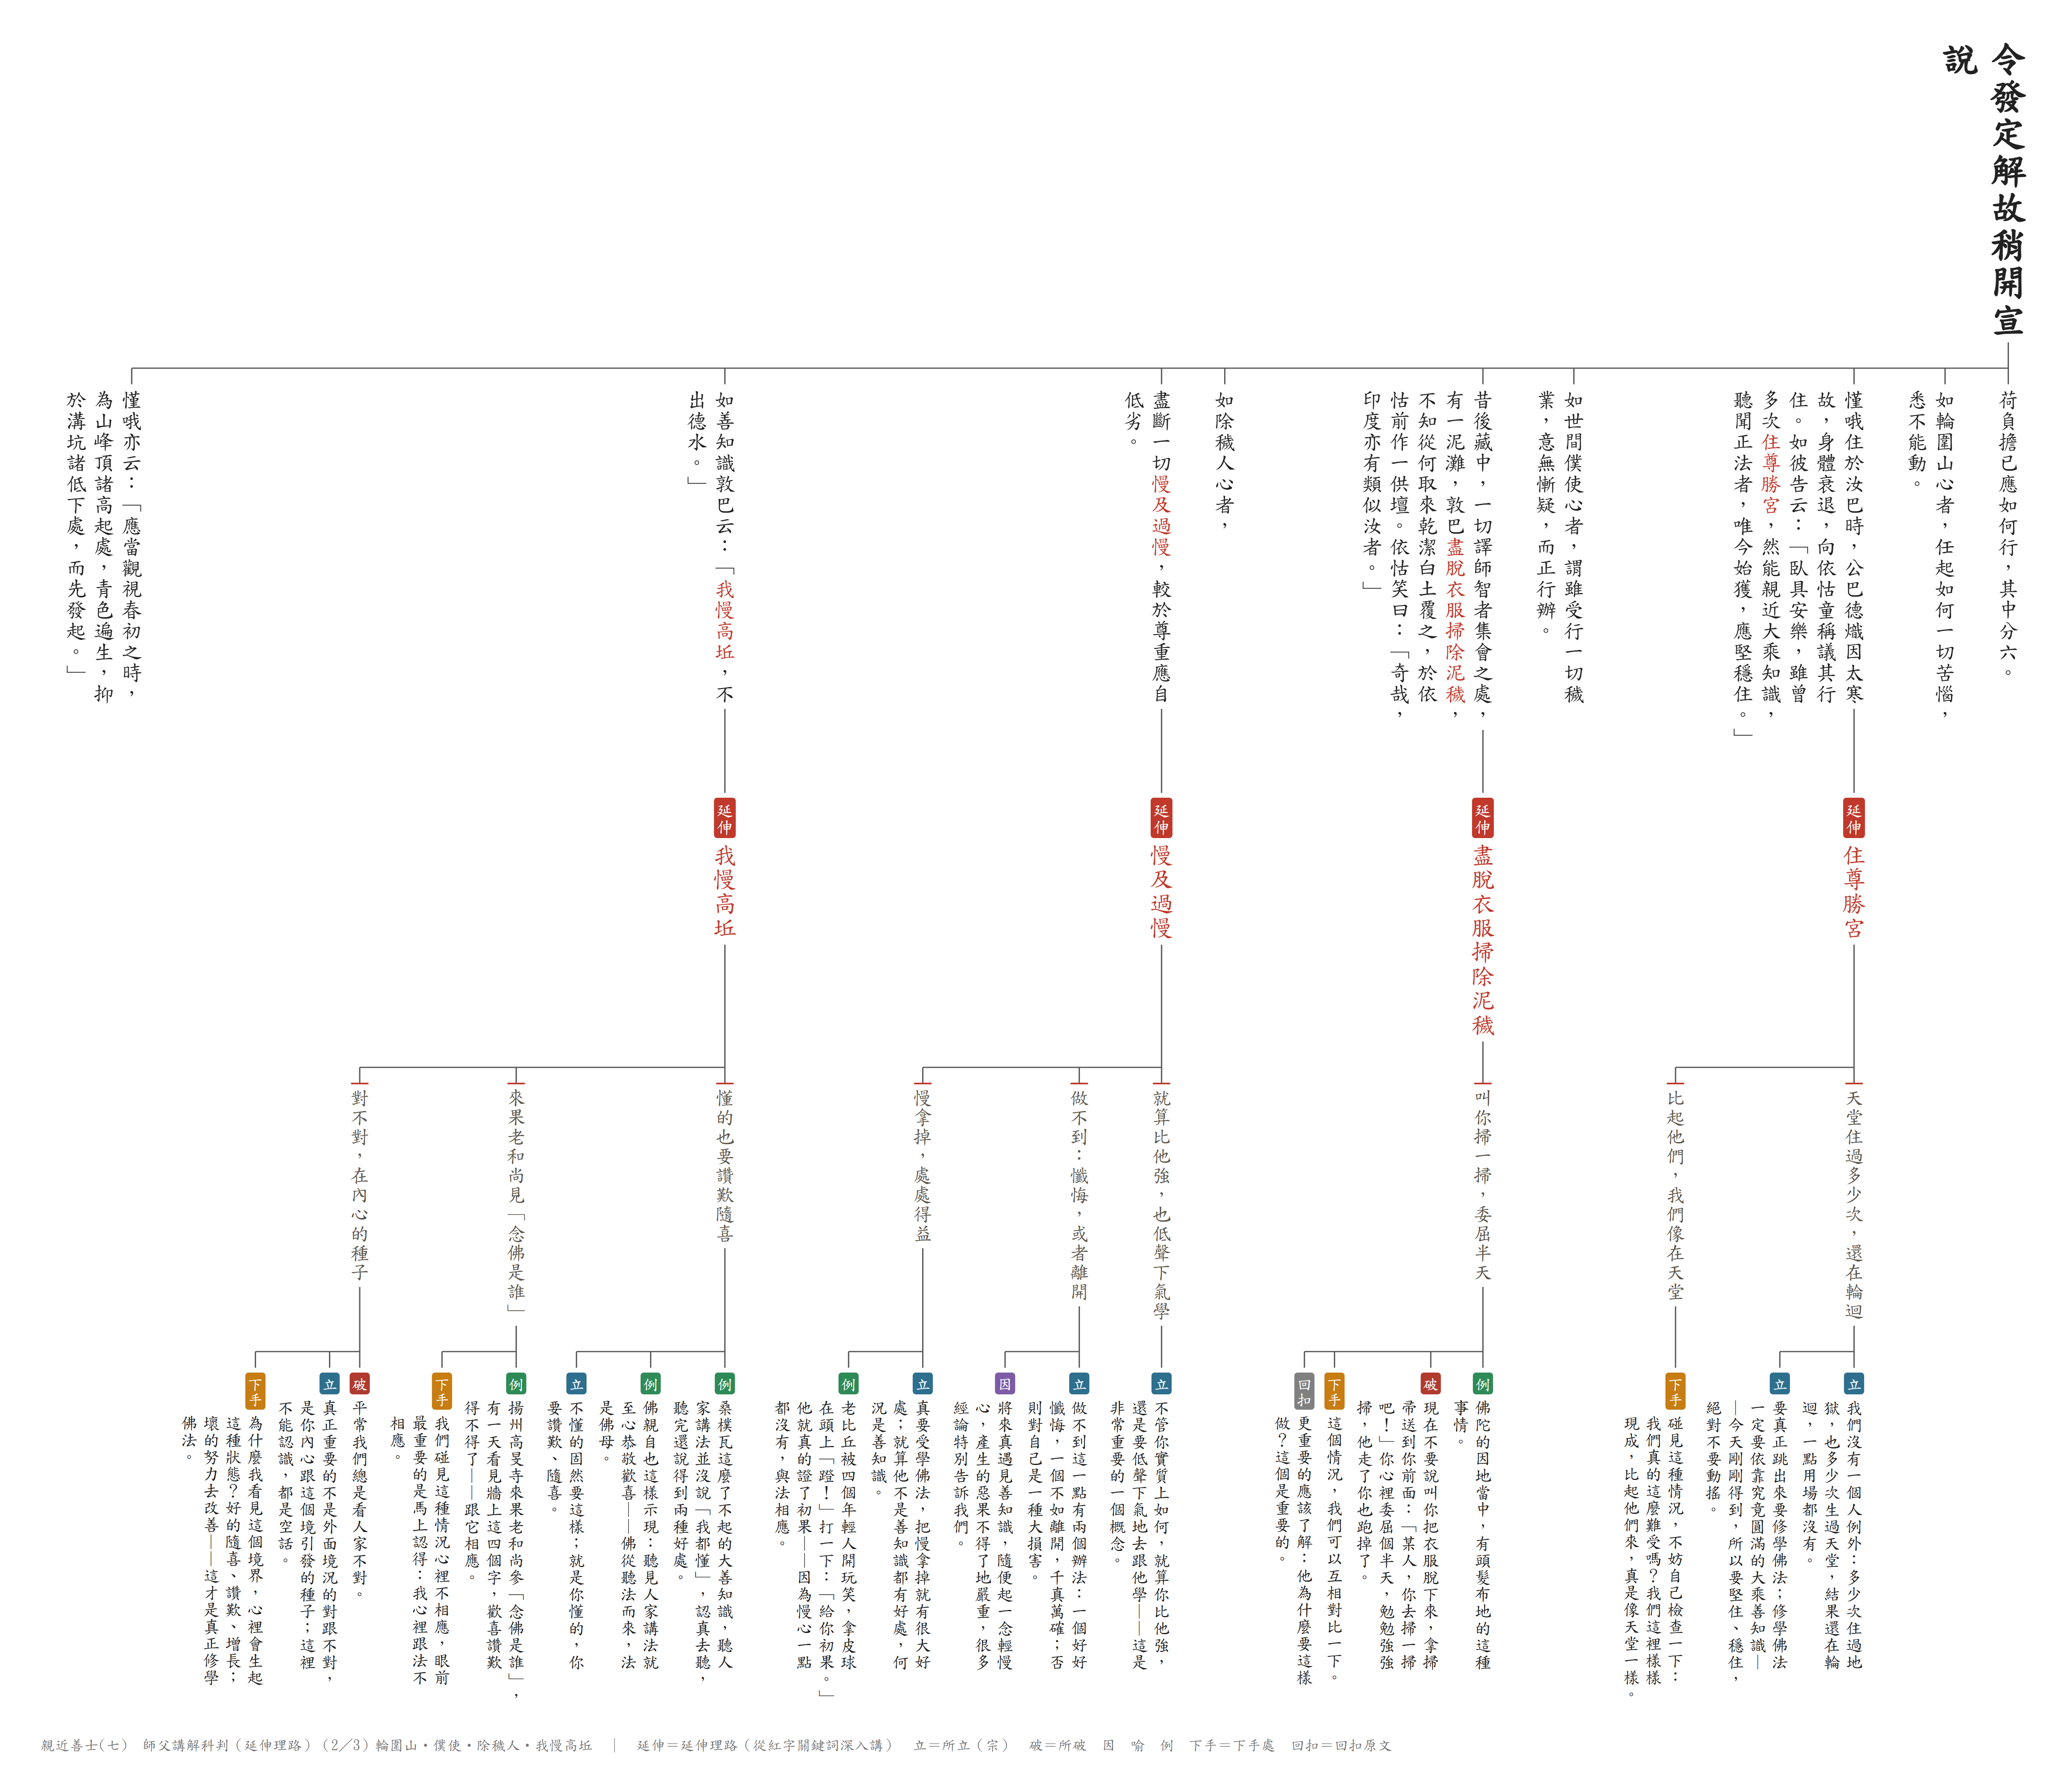 令發定解故稍開宣
說
荷負擔已應如何行，其中分六。
如輪圍山心者，任起如何一切苦惱，
悉不能動。
慬哦住於汝巴時，公巴德熾因太寒
故，身體衰退，向依怙童稱議其行
住。如彼告云：「臥具安樂，雖曾
多次住尊勝宮，然能親近大乘知識，
聽聞正法者，唯今始獲，應堅穩住。」
如世間僕使心者，謂雖受行一切穢
業，意無慚疑，而正行辦。
昔後藏中，一切譯師智者集會之處，
有一泥灘，敦巴盡脫衣服掃除泥穢，
不知從何取來乾潔白土覆之，於依
怙前作一供壇。依怙笑曰：「奇哉，
印度亦有類似汝者。」
如除穢人心者，
盡斷一切慢及過慢，較於尊重應自
低劣。
如善知識敦巴云：「我慢高坵，不
出德水。」
慬哦亦云：「應當觀視春初之時，
為山峰頂諸高起處，青色遍生，抑
於溝坑諸低下處，而先發起。」
延伸
住尊勝宮
延伸
盡脫衣服掃除泥穢
延伸
慢及過慢
延伸
我慢高坵
天堂住過多少次，還在輪迴
比起他們，我們像在天堂
叫你掃一掃，委屈半天
就算比他強，也低聲下氣學
做不到：懺悔，或者離開
慢拿掉，處處得益
懂的也要讚歎隨喜
來果老和尚見「念佛是誰」
對不對，在內心的種子
立
我們沒有一個人例外：多少次住過地
獄，也多少次生過天堂，結果還在輪
迴，一點用場都沒有。
立
要真正跳出來要修學佛法；修學佛法
一定要依靠究竟圓滿的大乘善知識—
—今天剛剛得到，所以要堅住、穩住，
絕對不要動搖。
下手
碰見這種情況，不妨自己檢查一下：
我們真的這麼難受嗎？我們這裡樣樣
現成，比起他們來，真是像天堂一樣。
例
佛陀的因地當中，有頭髮布地的這種
事情。
破
現在不要說叫你把衣服脫下來，拿掃
帚送到你前面：「某人，你去掃一掃
吧！」你心裡委屈個半天，勉勉強強
掃，他走了你也跑掉了。
下手
這個情況，我們可以互相對比一下。
回扣
更重要的應該了解：他為什麼要這樣
做？這個是重要的。
立
不管你實質上如何，就算你比他強，
還是要低聲下氣地去跟他學——這是
非常重要的一個概念。
立
做不到這一點有兩個辦法：一個好好
懺悔，一個不如離開，千真萬確；否
則對自己是一種大損害。
因
將來真遇見善知識，隨便起一念輕慢
心，產生的惡果不得了地嚴重，很多
經論特別告訴我們。
立
真要受學佛法，把慢拿掉就有很大好
處；就算他不是善知識都有好處，何
況是善知識。
例
老比丘被四個年輕人開玩笑，拿皮球
在頭上「蹬！」打一下：「給你初果。」
他就真的證了初果——因為慢心一點
都沒有，與法相應。
例
桑樸瓦這麼了不起的大善知識，聽人
家講法並沒說「我都懂」，認真去聽，
聽完還說得到兩種好處。
例
佛親自也這樣示現：聽見人家講法就
至心恭敬歡喜——佛從聽法而來，法
是佛母。
立
不懂的固然要這樣；就是你懂的，你
要讚歎、隨喜。
例
揚州高旻寺來果老和尚參「念佛是誰」，
有一天看見牆上這四個字，歡喜讚歎
得不得了——跟它相應。
下手
我們碰見這種情況心裡不相應，眼前
最重要的是馬上認得：我心裡跟法不
相應。
破
平常我們總是看人家不對。
立
真正重要的不是外面境況的對跟不對，
是你內心跟這個境引發的種子；這裡
不能認識，都是空話。
下手
為什麼我看見這個境界，心裡會生起
這種狀態？好的隨喜、讚歎、增長；
壞的努力去改善——這才是真正修學
佛法。
親近善士（七）　師父講解科判（延伸理路）（2／3）輪圍山・僕使・除穢人・我慢高坵　｜　延伸＝延伸理路（從紅字關鍵詞深入講）　立＝所立（宗）　破＝所破　因　喻　例　下手＝下手處　回扣＝回扣原文